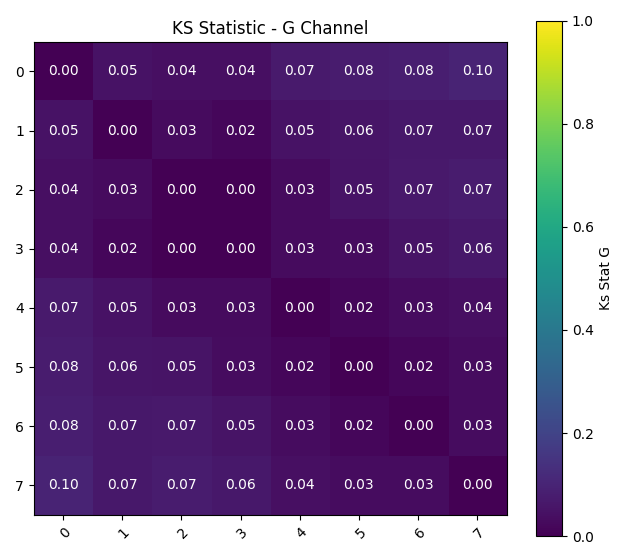 KS Statistic - G Channel
0 0.00 0.05 0.04 0.04 0.07 0.08 0.08 0.10
1 0.05 0.00 0.03 0.02 0.05 0.06 0.07 0.07
2 0.04 0.03 0.00 0.00 0.03 0.05 0.07 0.07
3 0.04 0.02 0.00 0.00 0.03 0.03 0.05 0.06
4 0.07 0.05 0.03 0.03 0.00 0.02 0.03 0.04
5 0.08 0.06 0.05 0.03 0.02 0.00 0.02 0.03
6 0.08 0.07 0.07 0.05 0.03 0.02 0.00 0.03
7 0.10 0.07 0.07 0.06 0.04 0.03 0.03 0.00
0 1 2 3 4 5 6 7
1.0
0.8
0.6
0.4
0.2
0.0
Ks Stat G